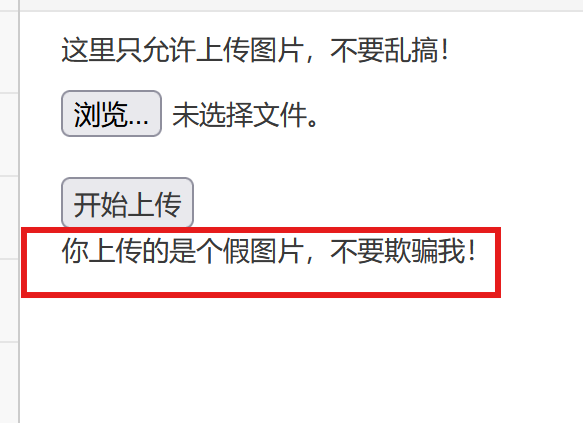 这里只允许上传图片，不要乱搞！
浏览... 未选择文件。
开始上传
你上传的是个假图片，不要欺骗我！